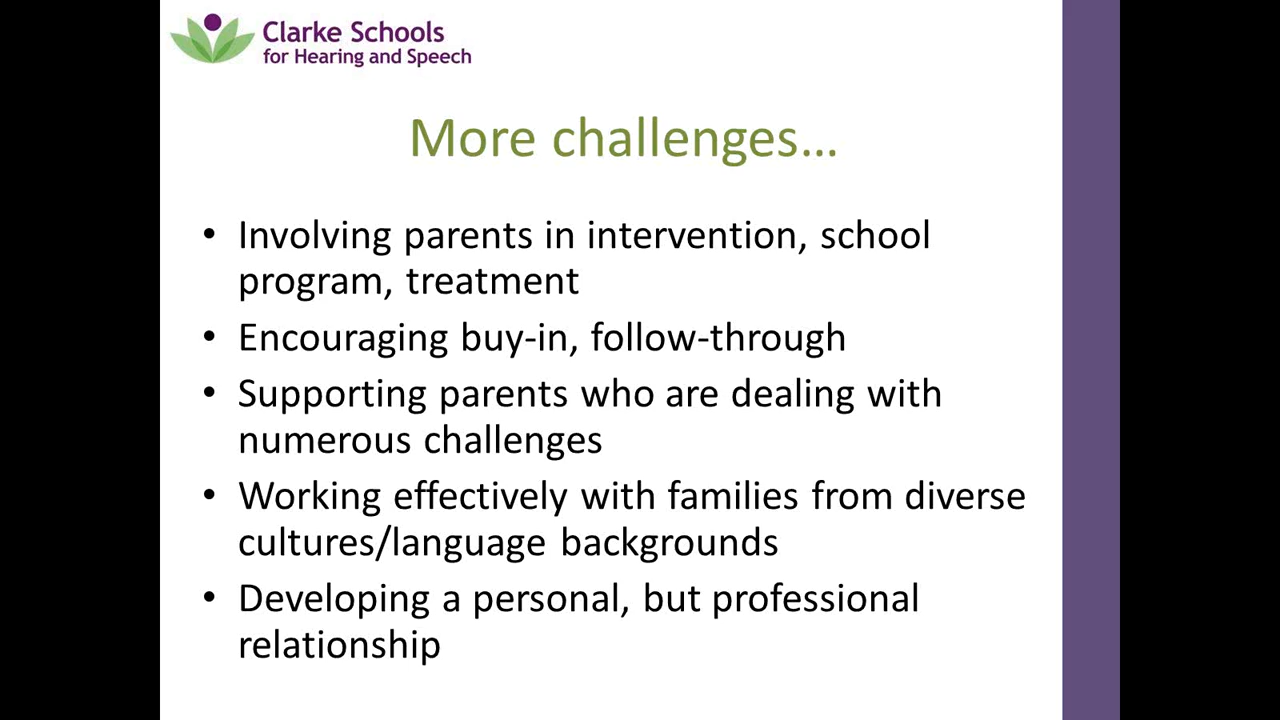 Clarke Schools
for Hearing and Speech
More challenges…
• Involving parents in intervention, school
program, treatment
• Encouraging buy-in, follow-through
• Supporting parents who are dealing with
numerous challenges
• Working effectively with families from diverse
cultures/language backgrounds
• Developing a personal, but professional
relationship